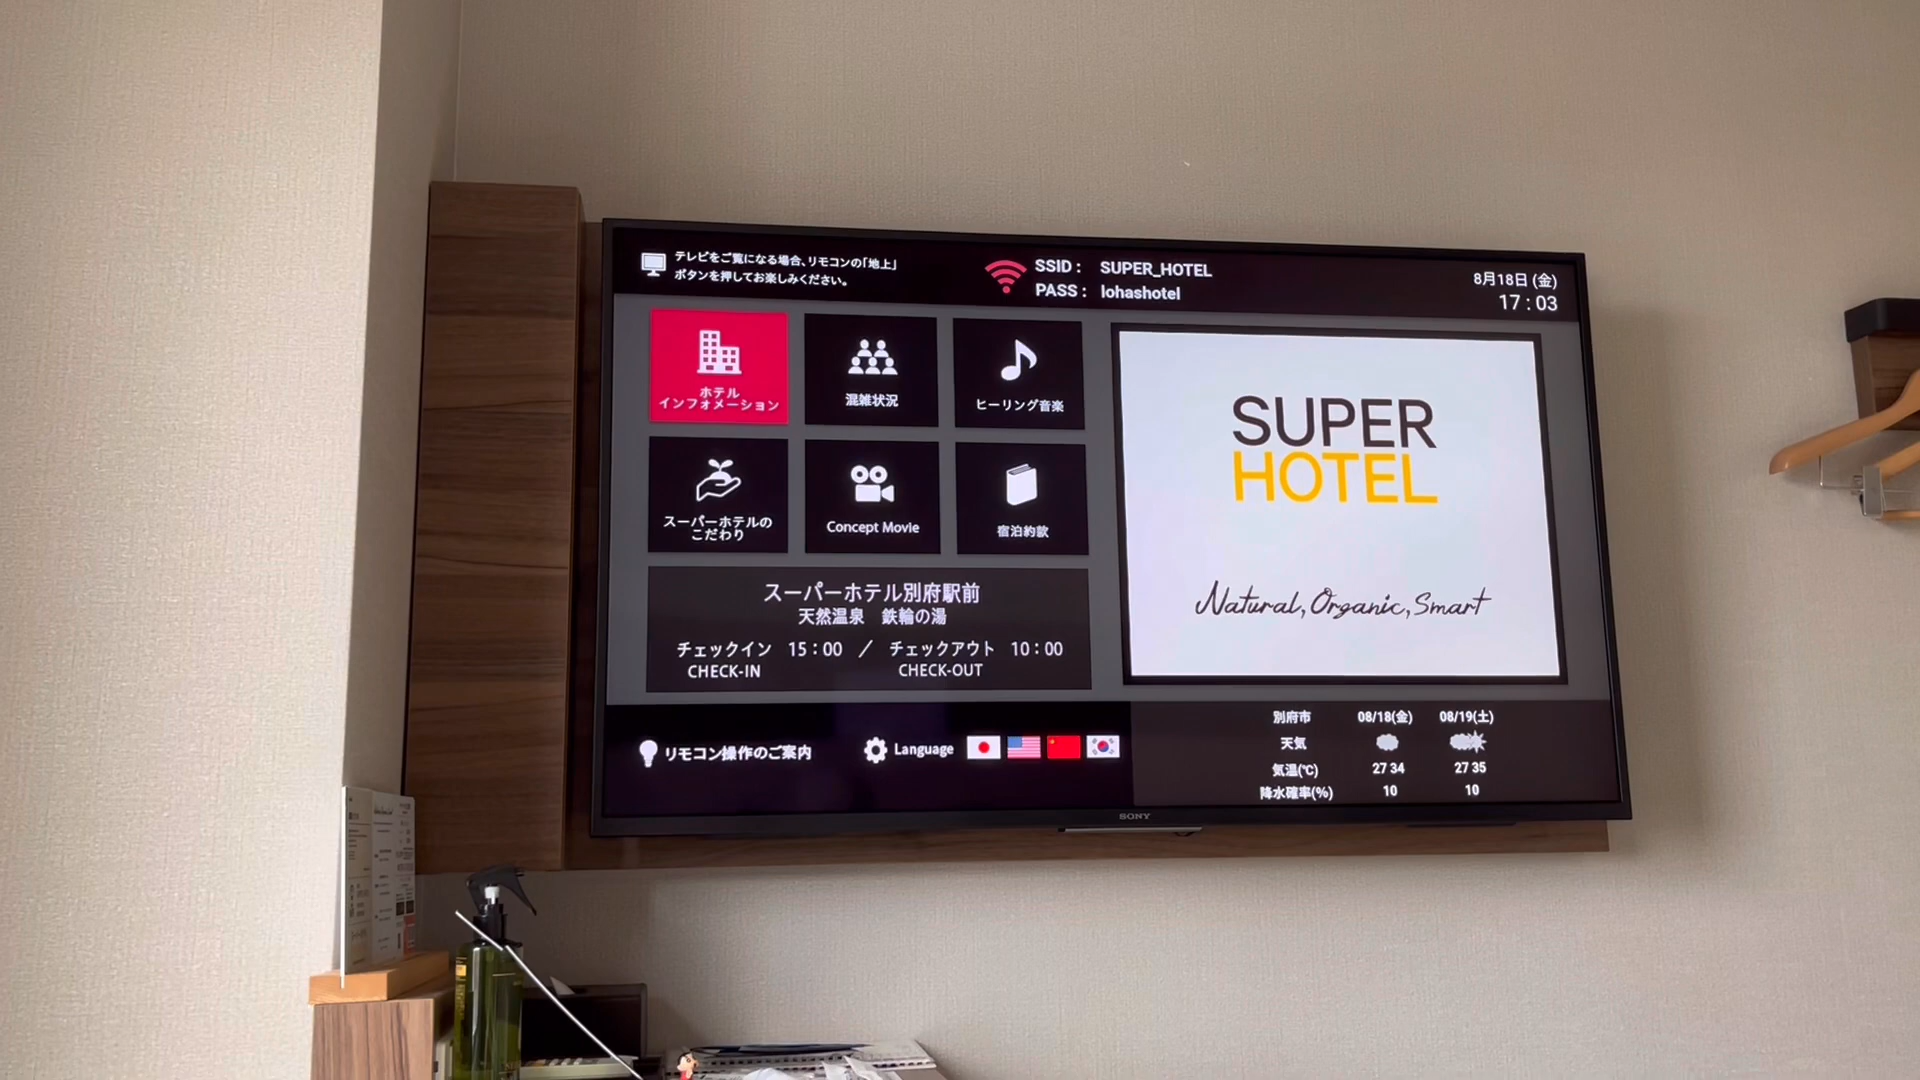 テレビをご覧になる場合、リモコンの「地上」
ボタンを押してお楽しみください。
SSID： SUPER_HOTEL
PASS： lohashotel
8月18日 (金)
17：03
ホテル
インフォメーション
混雑状況
ヒーリング音楽
スーパーホテルの
こだわり
Concept Movie
宿泊約款
SUPER
HOTEL
Natural, Organic, Smart
スーパーホテル別府駅前
天然温泉 鉄輪の湯
チェックイン 15：00 ／ チェックアウト 10：00
CHECK-IN CHECK-OUT
リモコン操作のご案内
Language
別府市 08/18(金) 08/19(土)
天気
気温(℃) 27 34 27 35
降水確率(%) 10 10
SONY